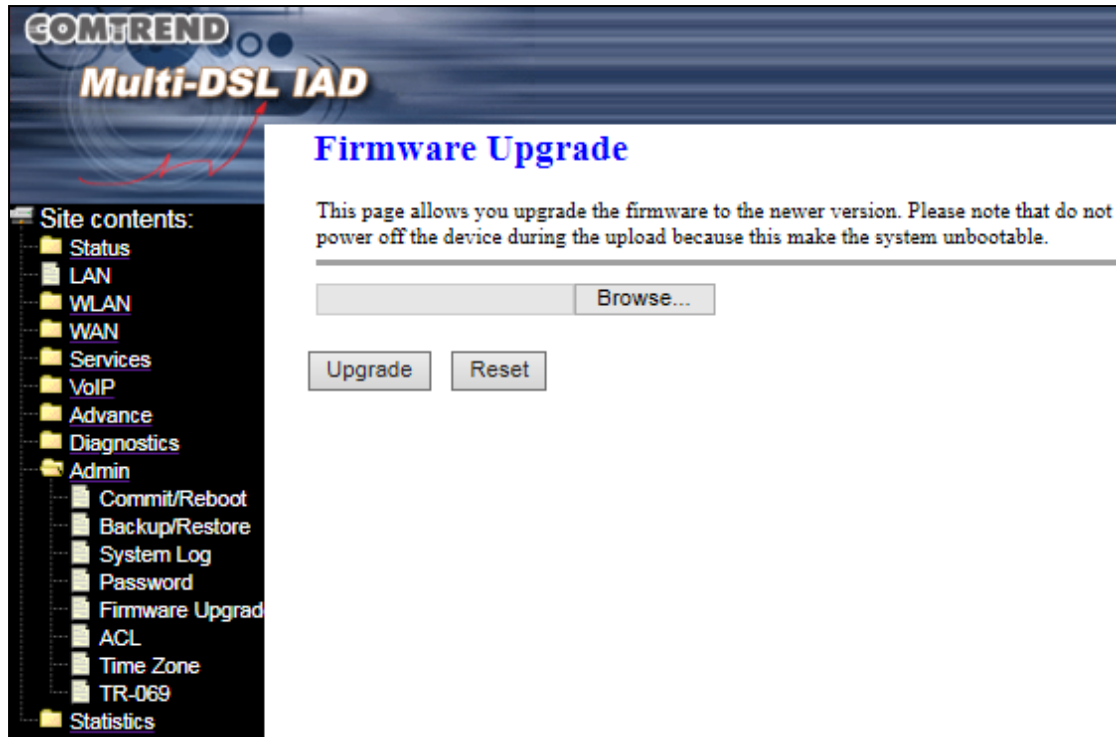 COMTREND
Multi-DSL IAD
Firmware Upgrade
This page allows you upgrade the firmware to the newer version. Please note that do not
power off the device during the upload because this make the system unbootable.
Browse...
Upgrade Reset
Site contents:
Status
LAN
WLAN
WAN
Services
VoIP
Advance
Diagnostics
Admin
Commit/Reboot
Backup/Restore
System Log
Password
Firmware Upgrad
ACL
Time Zone
TR-069
Statistics